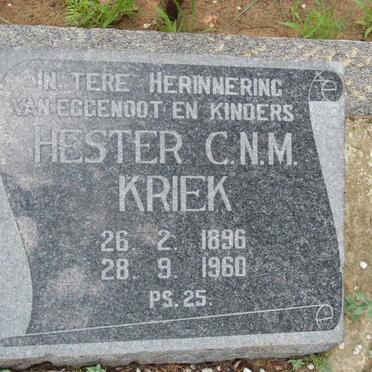 IN TERE HERINNERING
VAN EGGENOOT EN KINDERS
HESTER C.N.M.
KRIEK
26. 2. 1896
28. 9. 1960
PS. 25.